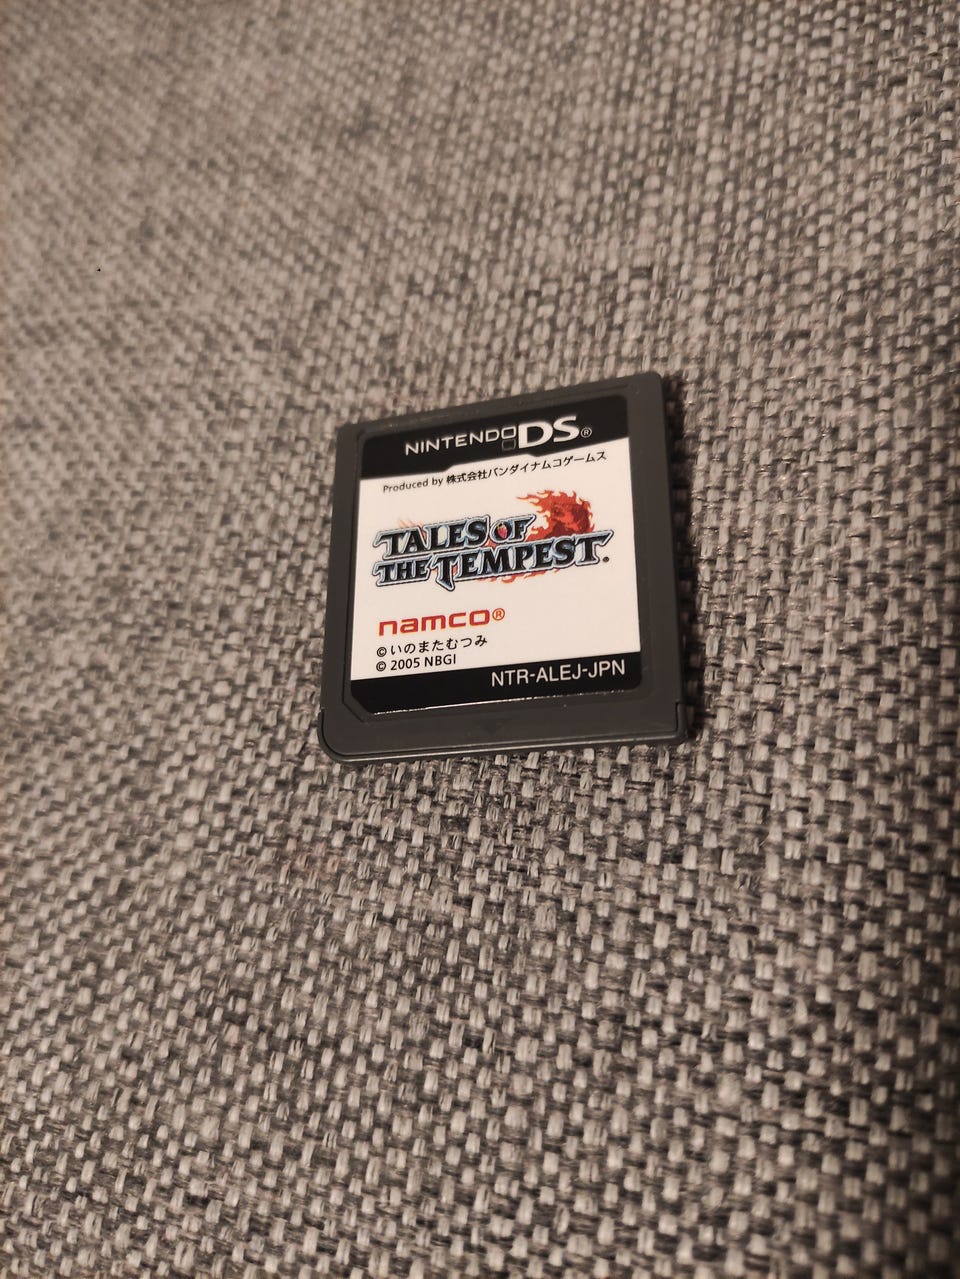 NINTENDO DS®
Produced by 株式会社バンダイナムコゲームス
TALES OF
THE TEMPEST.
namco®
©いのまたむつみ
© 2005 NBGI
NTR-ALEJ-JPN